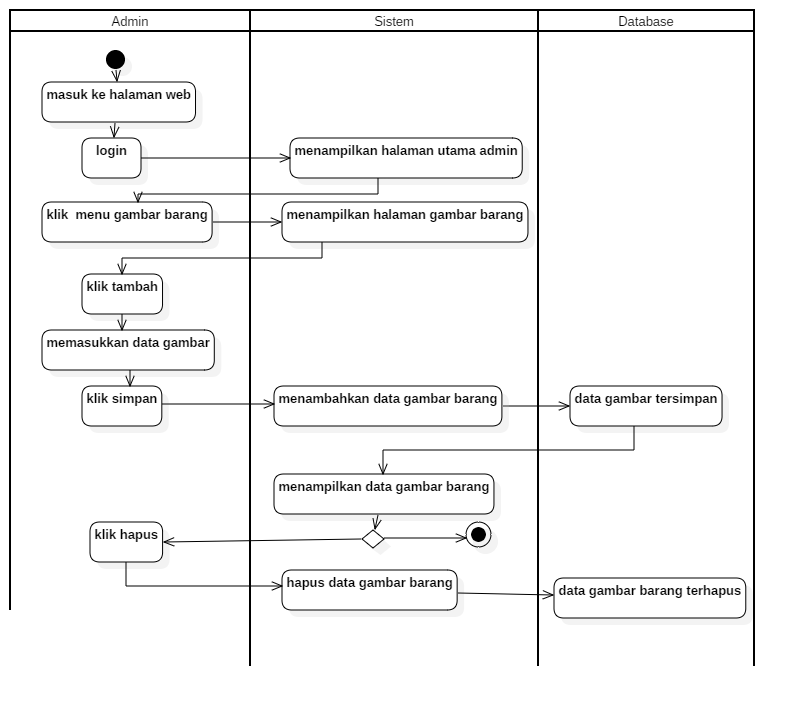 Admin
Sistem
Database
masuk ke halaman web
login
menampilkan halaman utama admin
klik  menu gambar barang
menampilkan halaman gambar barang
klik tambah
memasukkan data gambar
klik simpan
menambahkan data gambar barang
data gambar tersimpan
menampilkan data gambar barang
klik hapus
hapus data gambar barang
data gambar barang terhapus